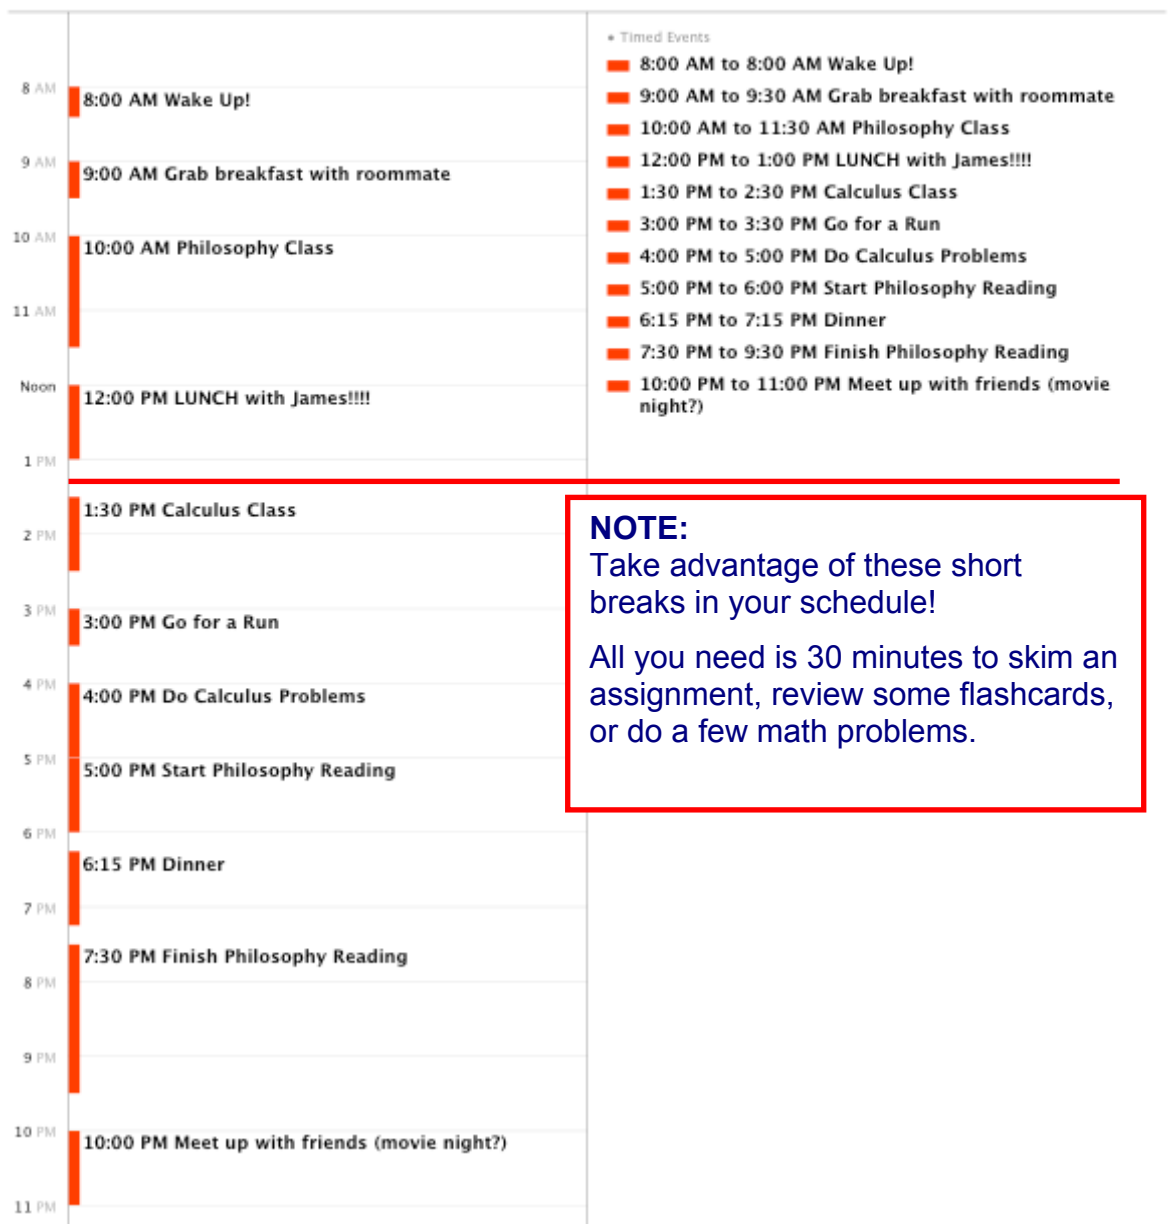 8 AM
8:00 AM Wake Up!
9 AM
9:00 AM Grab breakfast with roommate
10 AM
10:00 AM Philosophy Class
11 AM
Noon
12:00 PM LUNCH with James!!!!
1 PM
1:30 PM Calculus Class
2 PM
3 PM
3:00 PM Go for a Run
4 PM
4:00 PM Do Calculus Problems
5 PM
5:00 PM Start Philosophy Reading
6 PM
6:15 PM Dinner
7 PM
7:30 PM Finish Philosophy Reading
8 PM
9 PM
10 PM
10:00 PM Meet up with friends (movie night?)
11 PM
• Timed Events
8:00 AM to 8:00 AM Wake Up!
9:00 AM to 9:30 AM Grab breakfast with roommate
10:00 AM to 11:30 AM Philosophy Class
12:00 PM to 1:00 PM LUNCH with James!!!!
1:30 PM to 2:30 PM Calculus Class
3:00 PM to 3:30 PM Go for a Run
4:00 PM to 5:00 PM Do Calculus Problems
5:00 PM to 6:00 PM Start Philosophy Reading
6:15 PM to 7:15 PM Dinner
7:30 PM to 9:30 PM Finish Philosophy Reading
10:00 PM to 11:00 PM Meet up with friends (movie
night?)
NOTE:
Take advantage of these short
breaks in your schedule!
All you need is 30 minutes to skim an
assignment, review some flashcards,
or do a few math problems.